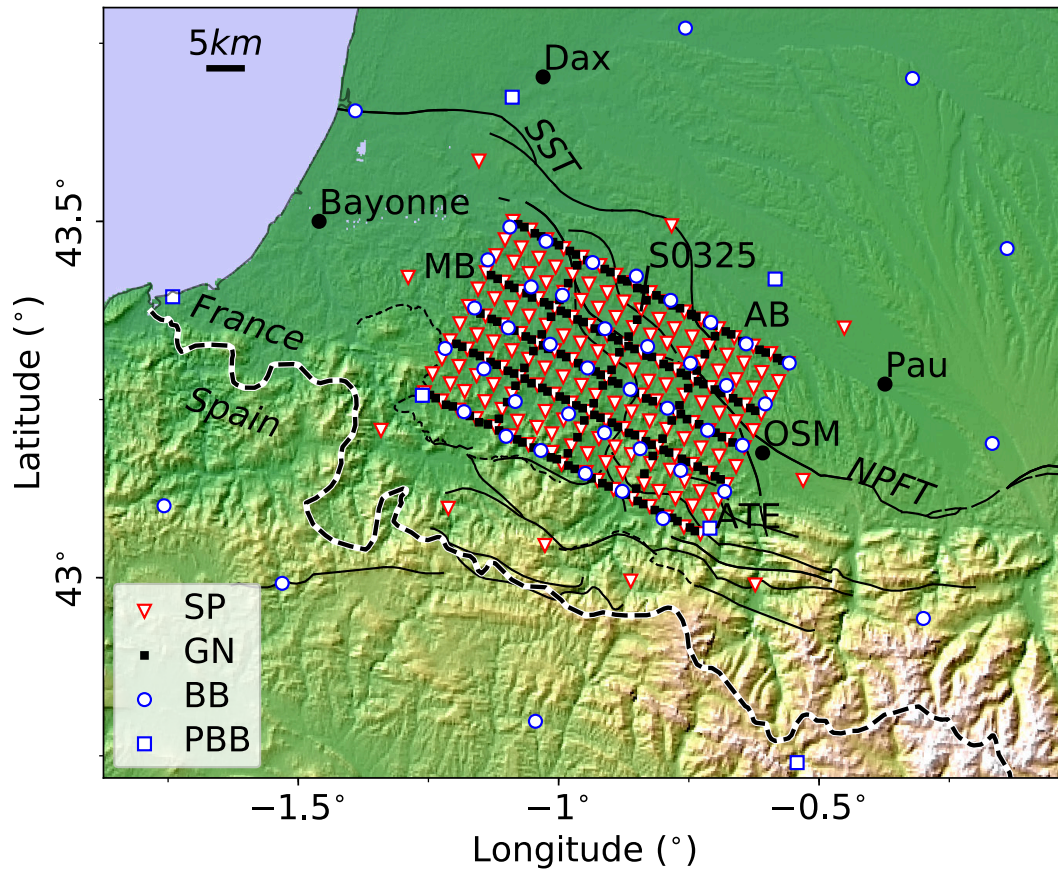 5km
Dax
SST
Bayonne
43.5°
MB
S0325
France
AB
Pau
Spain
OSM
NPFT
ATE
43°
Latitude (°)
SP
GN
BB
PBB
−1.5°
−1°
−0.5°
Longitude (°)